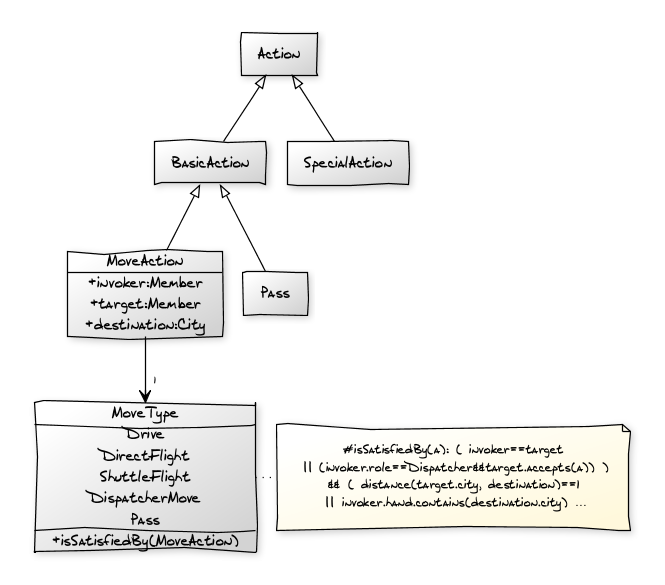 Action
BasicAction
SpecialAction
MoveAction
+invoker:Member
+target:Member
+destination:City
Pass
1
MoveType
Drive
DirectFlight
ShuttleFlight
DispatcherMove
Pass
+isSatisfiedBy(MoveAction)
#isSatisfiedBy(a): ( invoker==target
|| (invoker.role==Dispatcher&&target.accepts(a)) )
&& ( distance(target.city, destination)==1
|| invoker.hand.contains(destination.city) ...